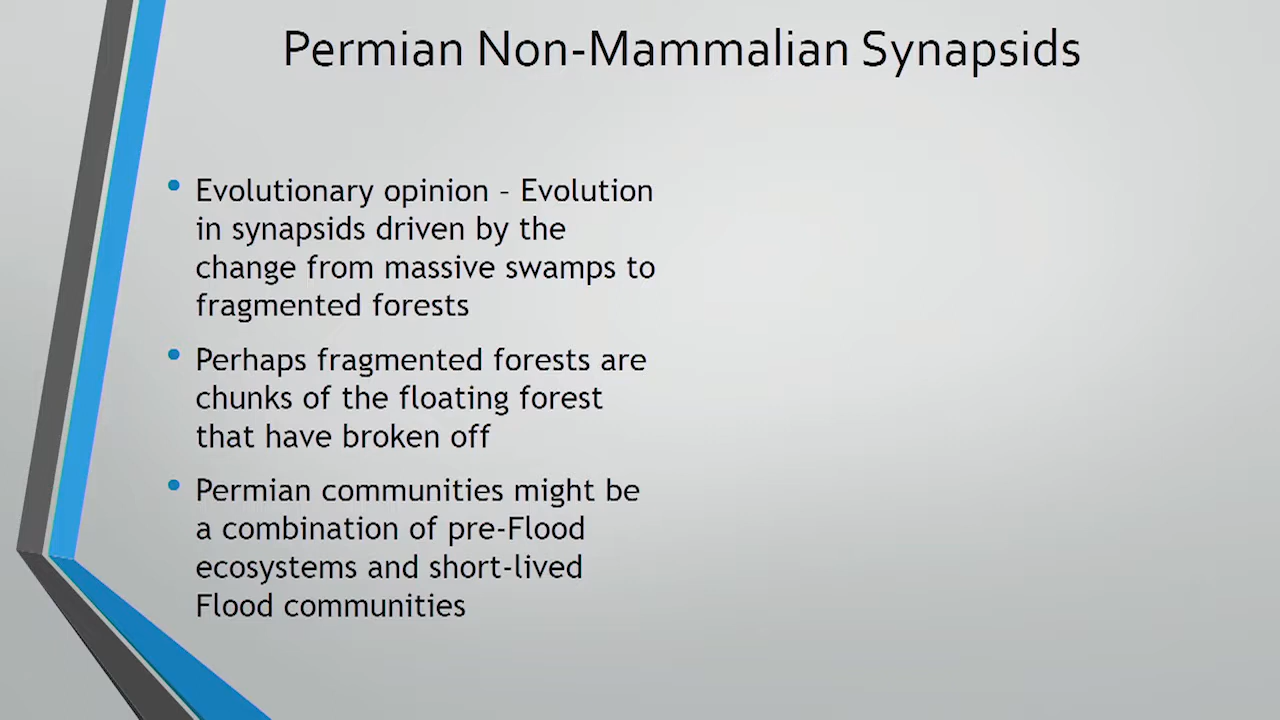 Permian Non-Mammalian Synapsids
• Evolutionary opinion – Evolution
in synapsids driven by the
change from massive swamps to
fragmented forests
• Perhaps fragmented forests are
chunks of the floating forest
that have broken off
• Permian communities might be
a combination of pre-Flood
ecosystems and short-lived
Flood communities